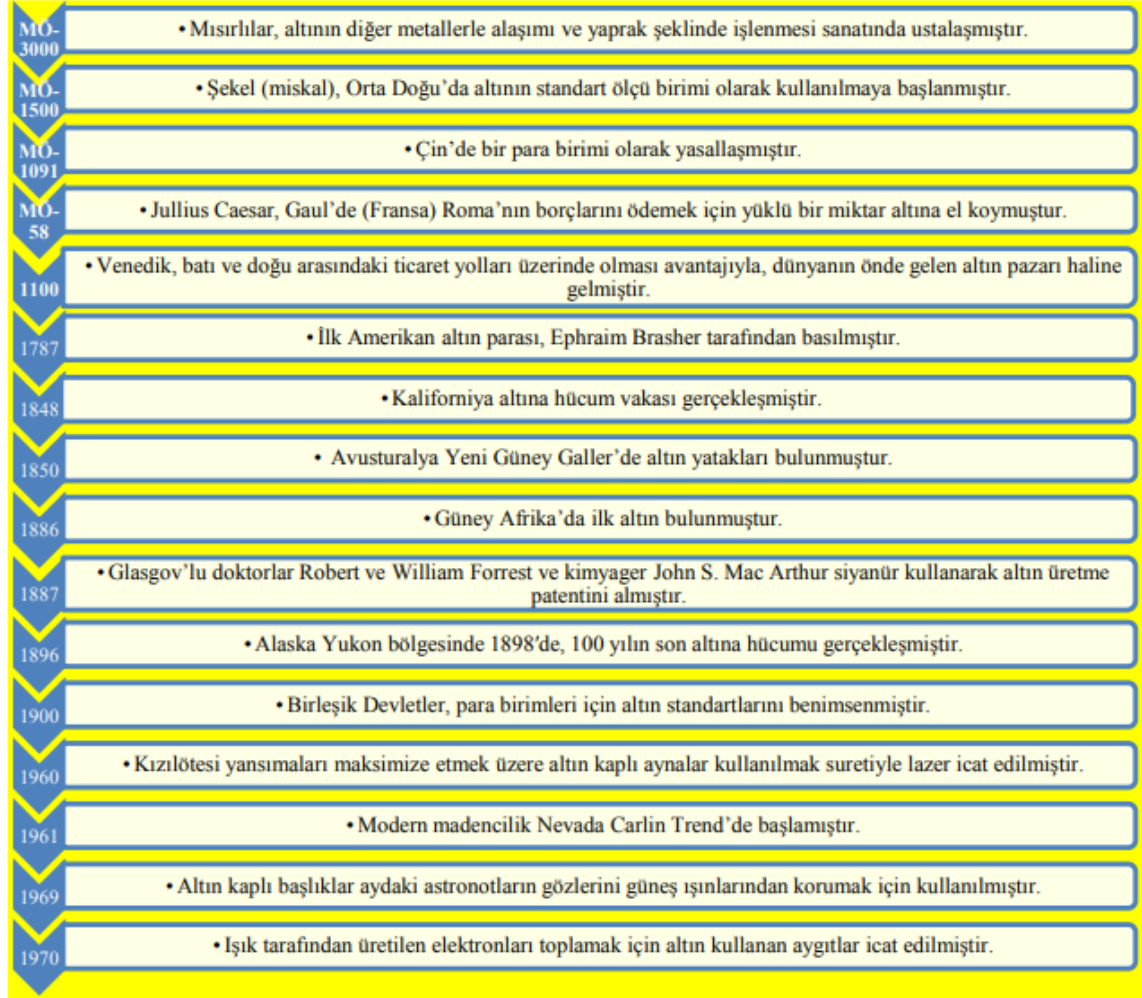 MÖ-
3000
• Mısırlılar, altının diğer metallerle alaşımı ve yaprak şeklinde işlenmesi sanatında ustalaşmıştır.
MÖ-
1500
• Şekel (miskal), Orta Doğu’da altının standart ölçü birimi olarak kullanılmaya başlanmıştır.
MÖ-
1091
• Çin’de bir para birimi olarak yasallaşmıştır.
MÖ-
58
• Jullius Caesar, Gaul’de (Fransa) Roma’nın borçlarını ödemek için yüklü bir miktar altına el koymuştur.
1100
• Venedik, batı ve doğu arasındaki ticaret yolları üzerinde olması avantajıyla, dünyanın önde gelen altın pazarı haline
gelmiştir.
1787
• İlk Amerikan altın parası, Ephraim Brasher tarafından basılmıştır.
1848
• Kaliforniya altına hücum vakası gerçekleşmiştir.
1850
• Avusturalya Yeni Güney Galler’de altın yatakları bulunmuştur.
1886
• Güney Afrika’da ilk altın bulunmuştur.
1887
• Glasgov’lu doktorlar Robert ve William Forrest ve kimyager John S. Mac Arthur siyanür kullanarak altın üretme
patentini almıştır.
1896
• Alaska Yukon bölgesinde 1898′de, 100 yılın son altına hücumu gerçekleşmiştir.
1900
• Birleşik Devletler, para birimleri için altın standartlarını benimsenmiştir.
1960
• Kızılötesi yansımaları maksimize etmek üzere altın kaplı aynalar kullanılmak suretiyle lazer icat edilmiştir.
1961
• Modern madencilik Nevada Carlin Trend’de başlamıştır.
1969
• Altın kaplı başlıklar aydaki astronotların gözlerini güneş ışınlarından korumak için kullanılmıştır.
1970
• Işık tarafından üretilen elektronları toplamak için altın kullanan aygıtlar icat edilmiştir.